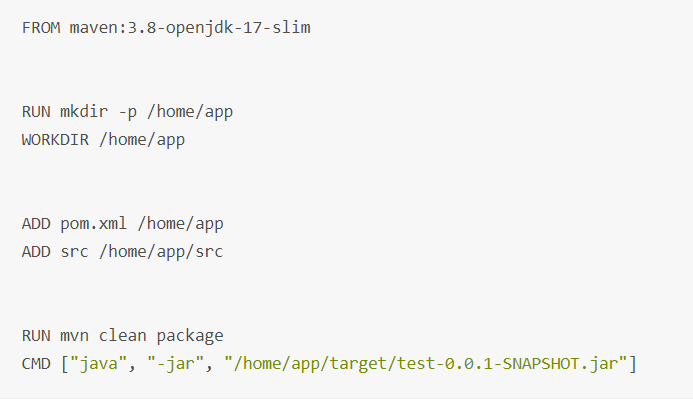 FROM maven:3.8-openjdk-17-slim
RUN mkdir -p /home/app
WORKDIR /home/app
ADD pom.xml /home/app
ADD src /home/app/src
RUN mvn clean package
CMD ["java", "-jar", "/home/app/target/test-0.0.1-SNAPSHOT.jar"]